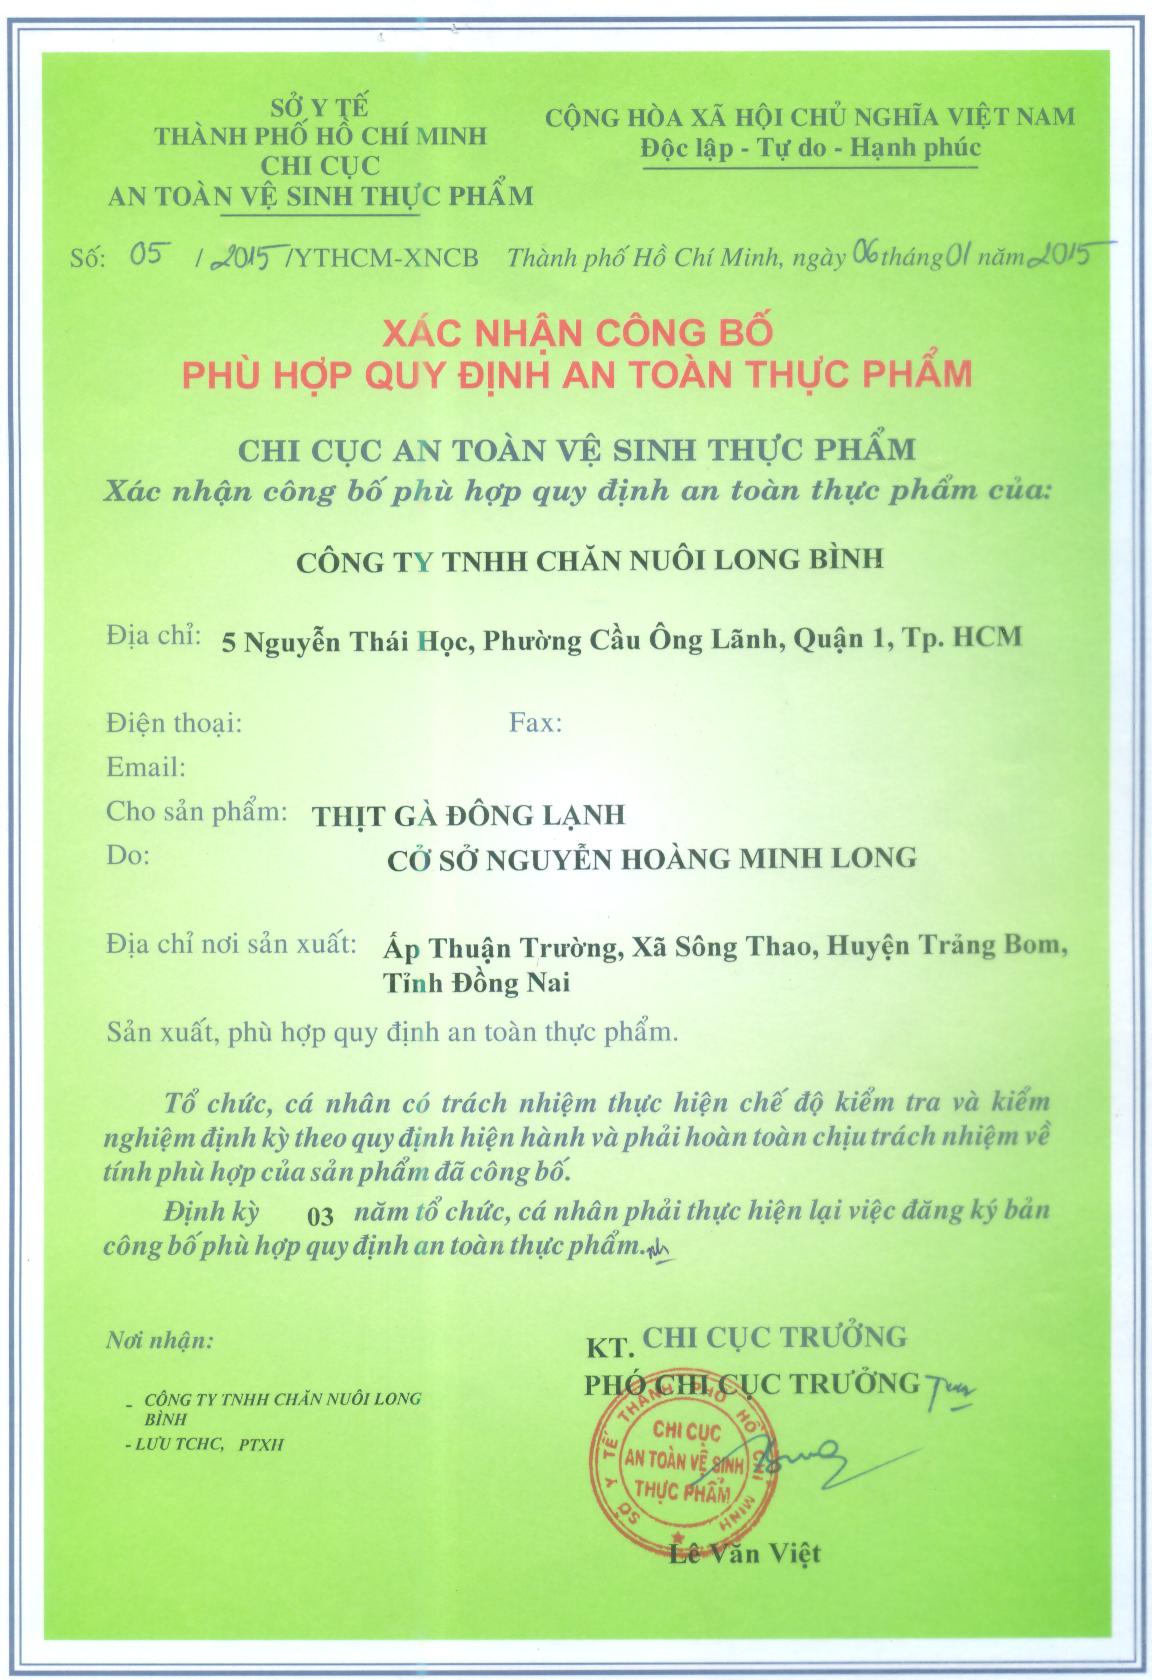 SỞ Y TẾ
THÀNH PHỐ HỒ CHÍ MINH
CHI CỤC
AN TOÀN VỆ SINH THỰC PHẨM
CỘNG HÒA XÃ HỘI CHỦ NGHĨA VIỆT NAM
Độc lập - Tự do - Hạnh phúc
Số: 05 / 2015 /YTHCM-XNCB Thành phố Hồ Chí Minh, ngày 06 tháng 01 năm 2015
XÁC NHẬN CÔNG BỐ
PHÙ HỢP QUY ĐỊNH AN TOÀN THỰC PHẨM
CHI CỤC AN TOÀN VỆ SINH THỰC PHẨM
Xác nhận công bố phù hợp quy định an toàn thực phẩm của:
CÔNG TY TNHH CHĂN NUÔI LONG BÌNH
Địa chỉ: 5 Nguyễn Thái Học, Phường Cầu Ông Lãnh, Quận 1, Tp. HCM
Điện thoại: Fax:
Email:
Cho sản phẩm: THỊT GÀ ĐÔNG LẠNH
Do: CỞ SỞ NGUYỄN HOÀNG MINH LONG
Địa chỉ nơi sản xuất: Ấp Thuận Trường, Xã Sông Thao, Huyện Trảng Bom,
Tỉnh Đồng Nai
Sản xuất, phù hợp quy định an toàn thực phẩm.
Tổ chức, cá nhân có trách nhiệm thực hiện chế độ kiểm tra và kiểm
nghiệm định kỳ theo quy định hiện hành và phải hoàn toàn chịu trách nhiệm về
tính phù hợp của sản phẩm đã công bố.
Định kỳ 03 năm tổ chức, cá nhân phải thực hiện lại việc đăng ký bản
công bố phù hợp quy định an toàn thực phẩm.
Nơi nhận:
- CÔNG TY TNHH CHĂN NUÔI LONG
BÌNH
- LƯU TCHC, PTXH
KT. CHI CỤC TRƯỞNG
PHÓ CHI CỤC TRƯỞNG
SỞ Y TẾ THÀNH PHỐ HỒ CHÍ MINH
CHI CỤC
AN TOÀN VỆ SINH
THỰC PHẨM
Lê Văn Việt